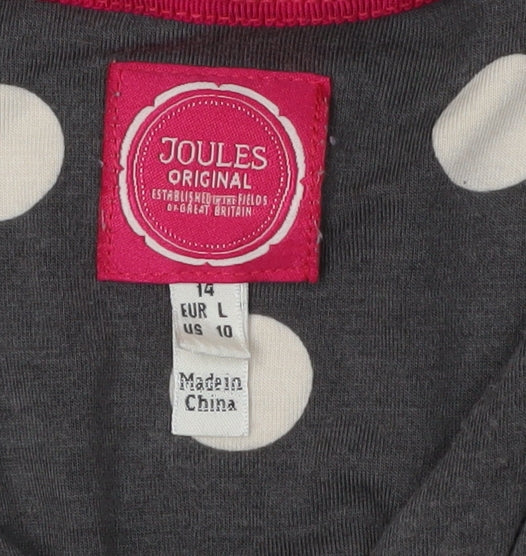 JOULES
ORIGINAL
ESTABLISHED IN THE FIELDS
OF GREAT BRITAIN
14
EUR L
US 10
Made in
China